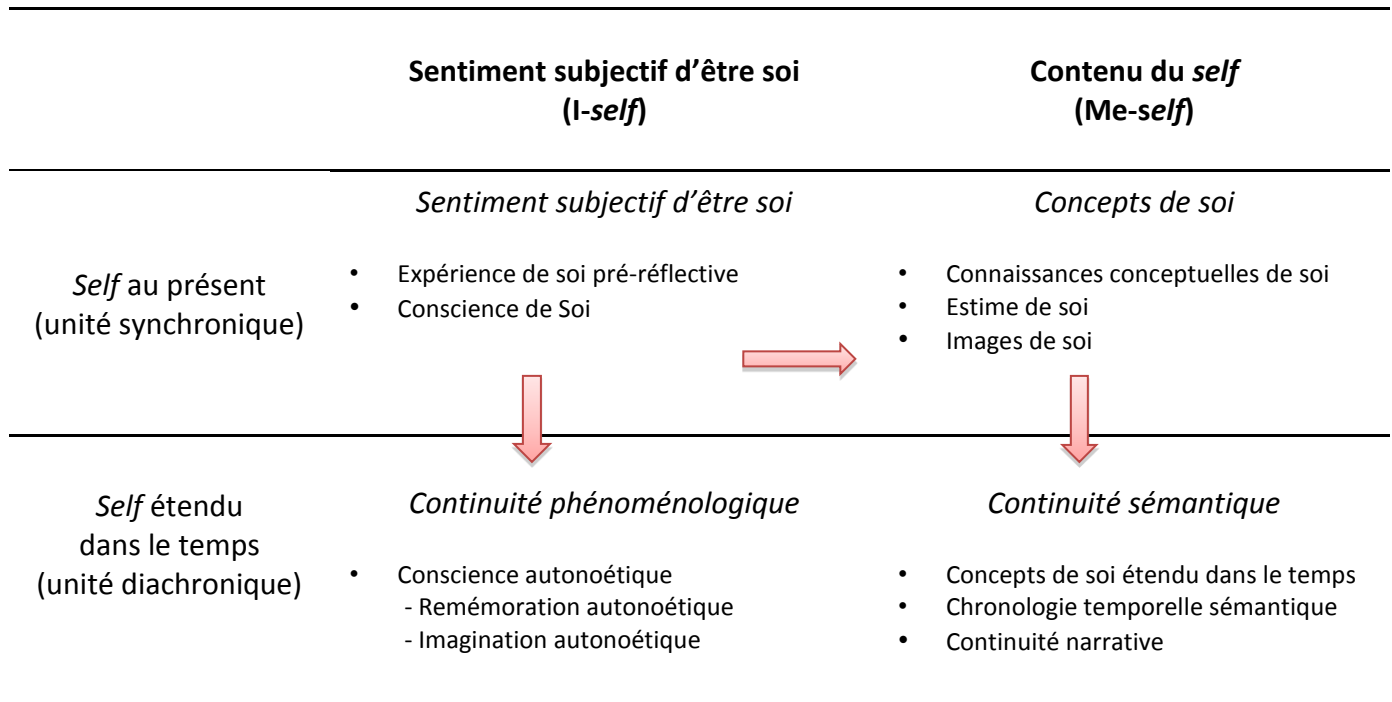 Sentiment subjectif d’être soi
(I-self)
Contenu du self
(Me-self)
Self au présent
(unité synchronique)
Sentiment subjectif d’être soi
• Expérience de soi pré-réflective
• Conscience de Soi
Concepts de soi
• Connaissances conceptuelles de soi
• Estime de soi
• Images de soi
Self étendu
dans le temps
(unité diachronique)
Continuité phénoménologique
• Conscience autonoétique
- Remémoration autonoétique
- Imagination autonoétique
Continuité sémantique
• Concepts de soi étendu dans le temps
• Chronologie temporelle sémantique
• Continuité narrative